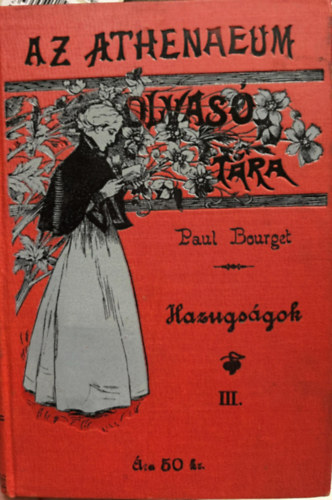 AZ ATHENAEUM
OLVASÓ
TÁRA
Paul Bourget
Hazugságok
III.
Ára 50 kr.